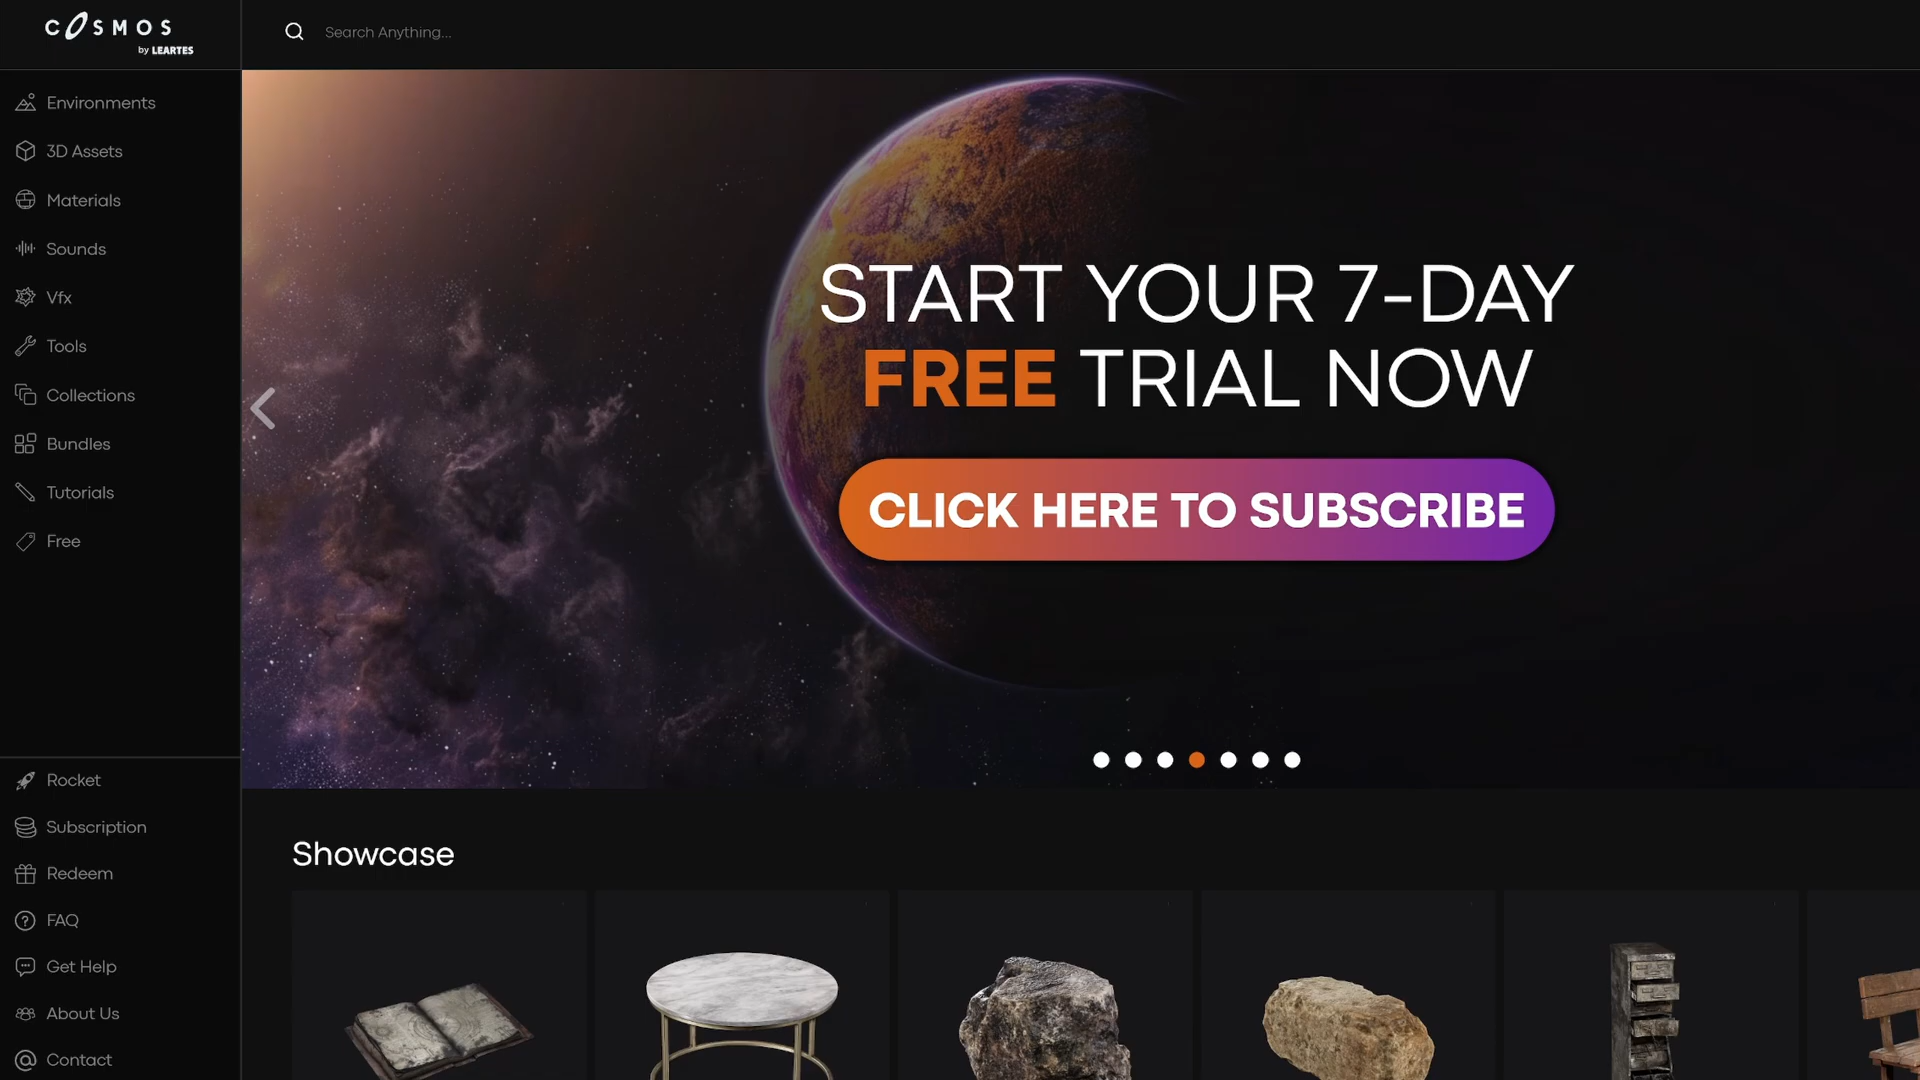 COSMOS
by LEARTES
Search Anything...
Environments
3D Assets
Materials
Sounds
Vfx
Tools
Collections
Bundles
Tutorials
Free
START YOUR 7-DAY
FREE TRIAL NOW
CLICK HERE TO SUBSCRIBE
Rocket
Subscription
Redeem
FAQ
Get Help
About Us
Contact
Showcase